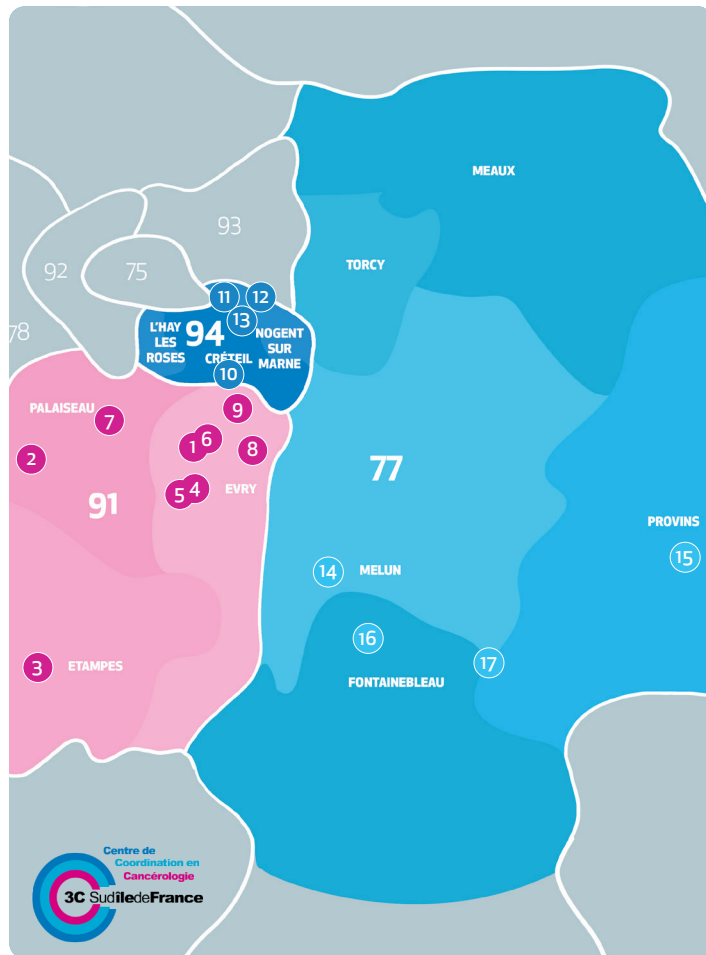 MEAUX
93
TORCY
92
75
11
12
13
78
L'HAY
LES
ROSES
94
CRÉTEIL
NOGENT
SUR
MARNE
10
PALAISEAU
7
9
6
1
8
2
77
5
4
EVRY
91
PROVINS
15
14
MELUN
16
17
3
ETAMPES
FONTAINEBLEAU
Centre de
Coordination en
Cancérologie
3C SudiledeFrance